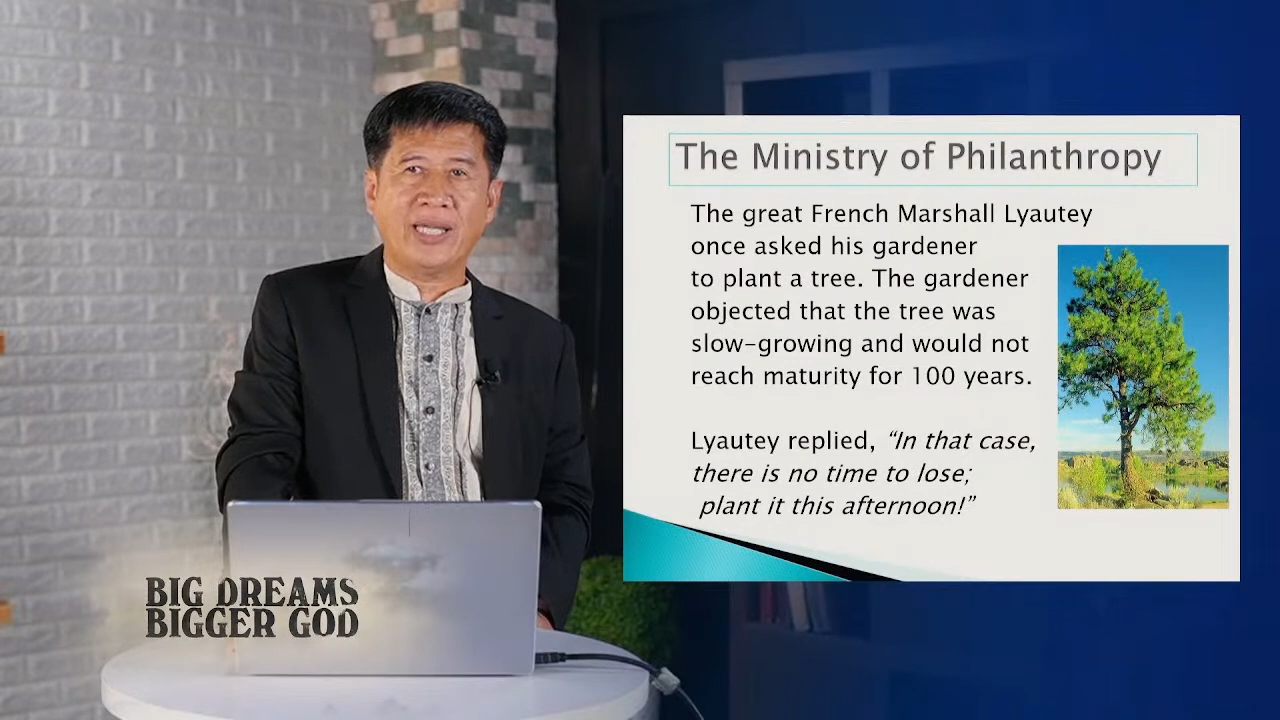 The Ministry of Philanthropy
The great French Marshall Lyautey
once asked his gardener
to plant a tree. The gardener
objected that the tree was
slow-growing and would not
reach maturity for 100 years.
Lyautey replied, “In that case,
there is no time to lose;
plant it this afternoon!”
BIG DREAMS
BIGGER GOD